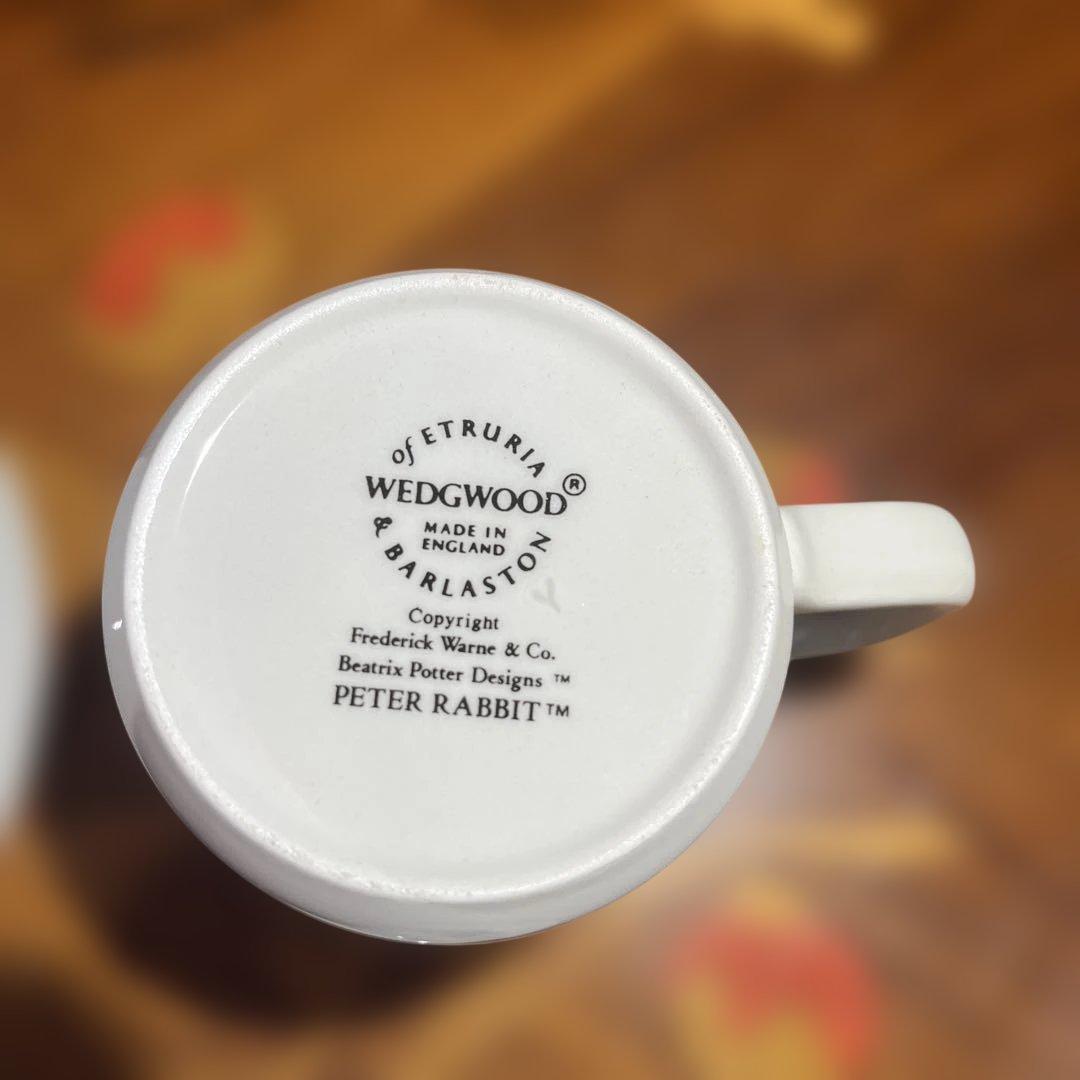 of ETRURIA
WEDGWOOD®
MADE IN
ENGLAND
& BARLASTON
Copyright
Frederick Warne & Co.
Beatrix Potter Designs ™
PETER RABBIT™